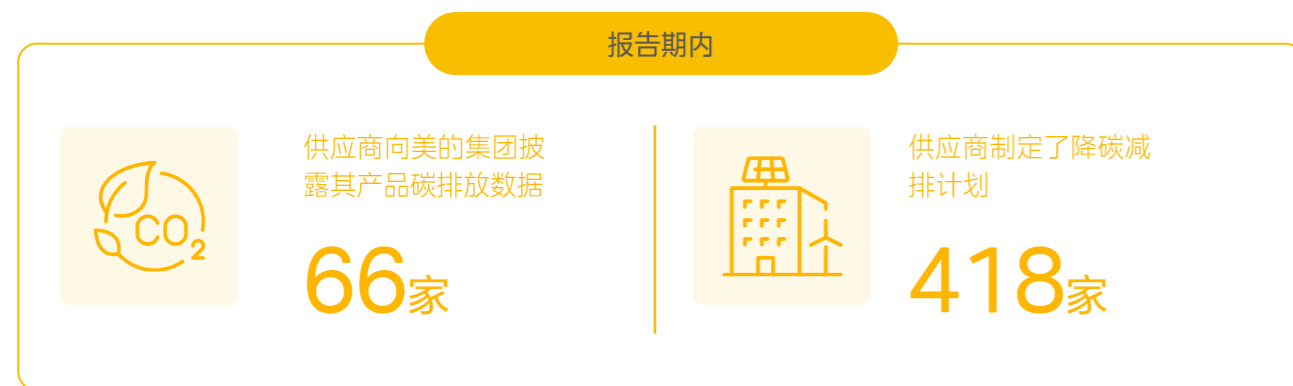 报告期内
供应商向美的集团披
露其产品碳排放数据
66家
供应商制定了降碳减
排计划
418家
CO₂